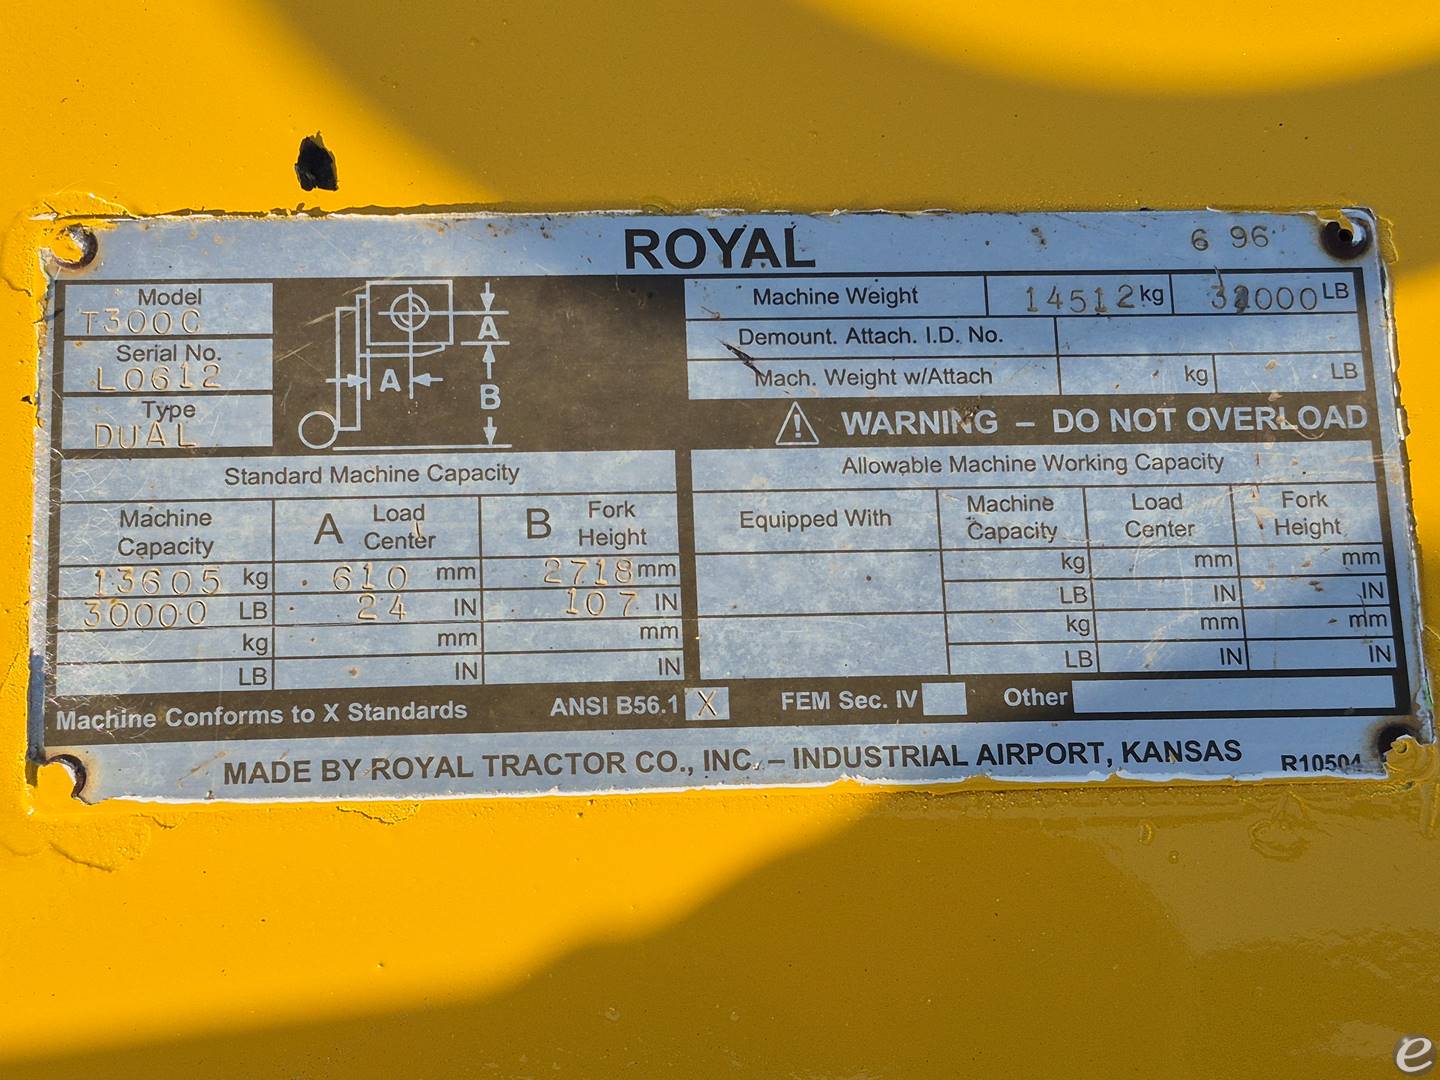 ROYAL
6 96
Model
T300C
Serial No.
L0612
Type
DUAL
A
A
B
Machine Weight 14512 kg 32000 LB
Demount. Attach. I.D. No.
Mach. Weight w/Attach kg LB
WARNING – DO NOT OVERLOAD
Standard Machine Capacity
Machine Capacity A Load Center B Fork Height
13605 kg 610 mm 2718 mm
30000 LB 24 IN 107 IN
kg mm mm
LB IN IN
Allowable Machine Working Capacity
Equipped With Machine Capacity Load Center Fork Height
kg mm mm
LB IN IN
kg mm mm
LB IN IN
Machine Conforms to X Standards ANSI B56.1 X FEM Sec. IV Other
MADE BY ROYAL TRACTOR CO., INC. – INDUSTRIAL AIRPORT, KANSAS R10504
e